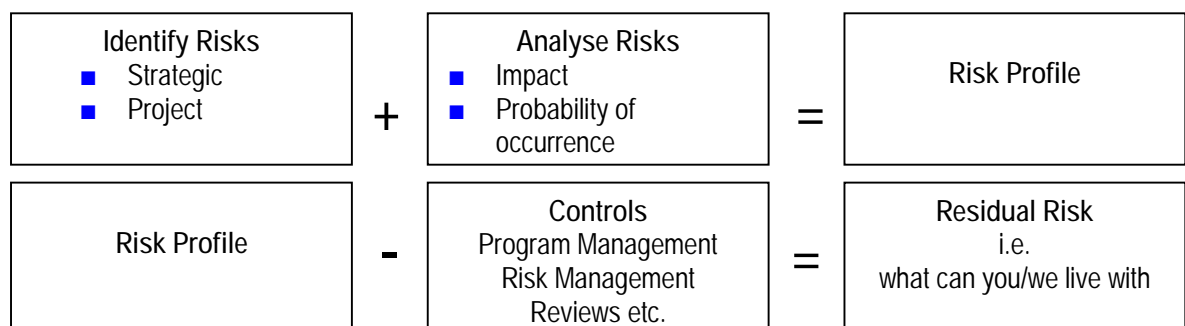 Identify Risks
Strategic
Project
+
Analyse Risks
Impact
Probability of
occurrence
=
Risk Profile
Risk Profile
-
Controls
Program Management
Risk Management
Reviews etc.
=
Residual Risk
i.e.
what can you/we live with